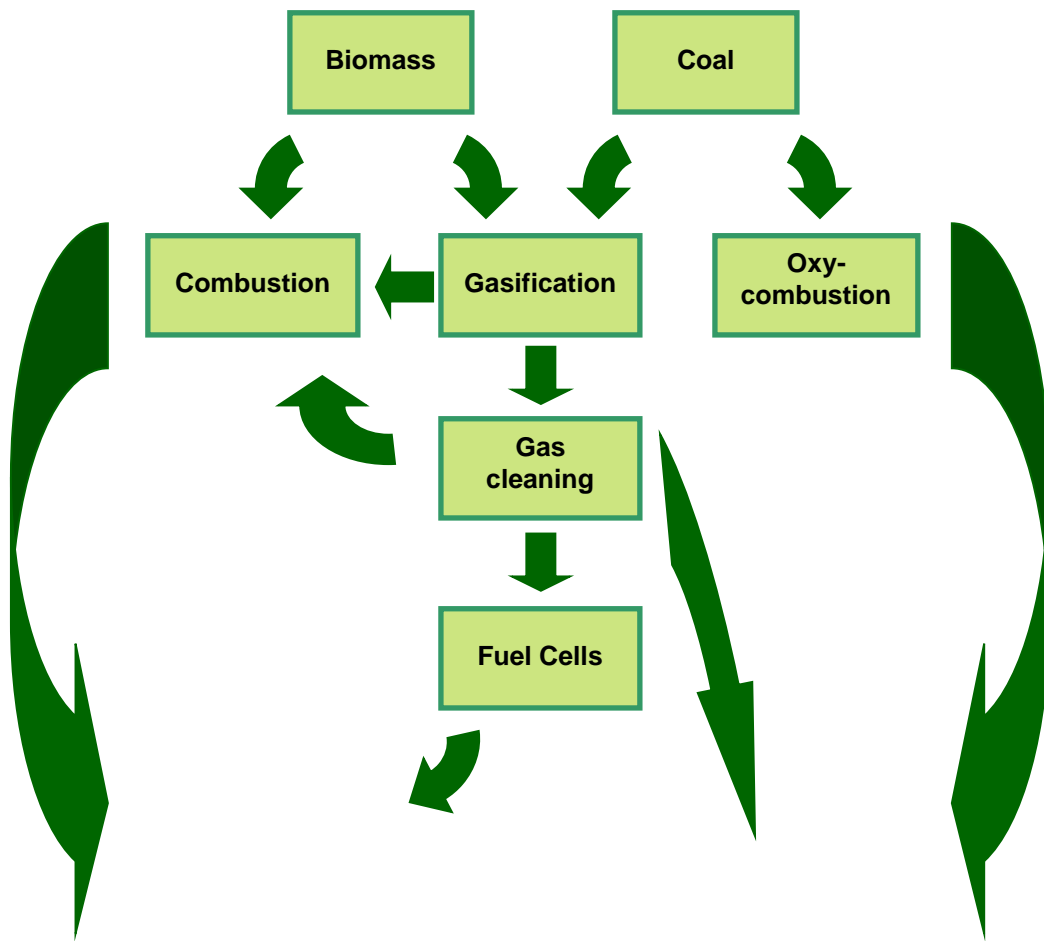 Biomass
Coal
Combustion
Gasification
Oxy-
combustion
Gas
cleaning
Fuel Cells